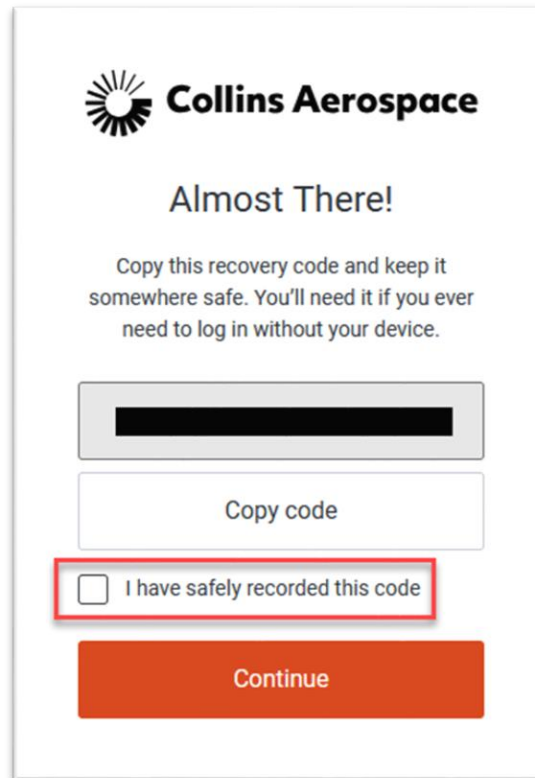 Collins Aerospace
Almost There!
Copy this recovery code and keep it
somewhere safe. You'll need it if you ever
need to log in without your device.
Copy code
I have safely recorded this code
Continue